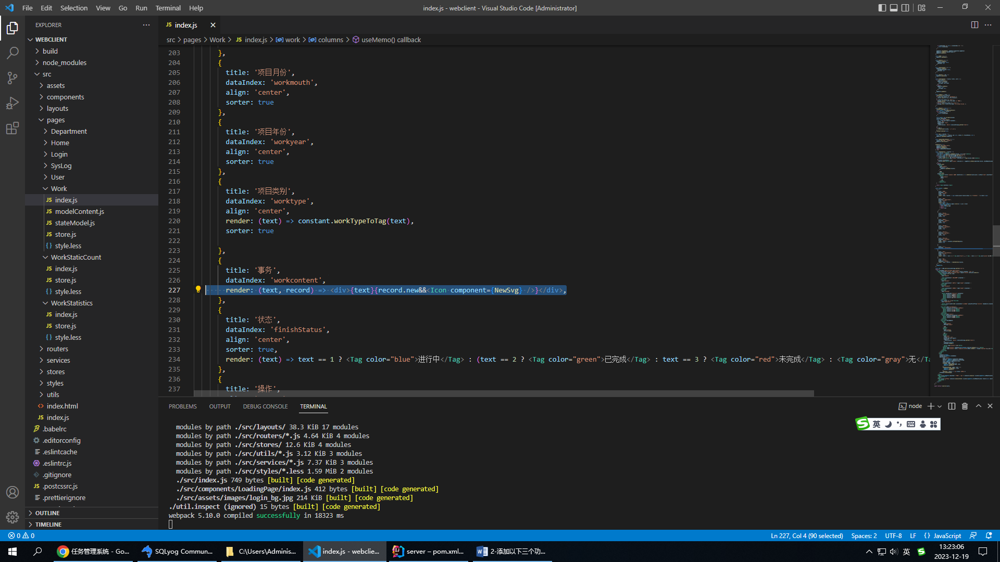 File Edit Selection View Go Run Terminal Help
index.js - webclient - Visual Studio Code [Administrator]
EXPLORER
WEBCLIENT
build
node_modules
src
assets
components
layouts
pages
Department
Home
Login
SysLog
User
Work
JS index.js
JS modelContent.js
JS stateModel.js
JS store.js
{} style.less
WorkStaticCount
JS index.js
JS store.js
{} style.less
WorkStatistics
JS index.js
JS store.js
{} style.less
routers
services
stores
styles
utils
<> index.html
JS index.js
.babelrc
.editorconfig
.eslintcache
.eslintrc.js
.gitignore
JS .postcssrc.js
.prettierignore
OUTLINE
TIMELINE
JS index.js
src > pages > Work > JS index.js > work > columns > useMemo() callback
203 },
204 {
205 title: '项目月份',
206 dataIndex: 'workmouth',
207 align: 'center',
208 sorter: true
209 },
210 {
211 title: '项目年份',
212 dataIndex: 'workyear',
213 align: 'center',
214 sorter: true
215 },
216 {
217 title: '项目类别',
218 dataIndex: 'worktype',
219 align: 'center',
220 render: (text) => constant.workTypeToTag(text),
221 sorter: true
222
223 },
224 {
225 title: '事务',
226 dataIndex: 'workcontent',
227 render: (text, record) => <div>{text}{record.new&&<Icon component={NewSvg} />}</div>,
228 },
229 {
230 title: '状态',
231 dataIndex: 'finishStatus',
232 align: 'center',
233 sorter: true,
234 render: (text) => text == 1 ? <Tag color="blue">进行中</Tag> : (text == 2 ? <Tag color="green">已完成</Tag> : text == 3 ? <Tag color="red">未完成</Tag> : <Tag color="gray">无</Ta
235 },
236 {
237 title: '操作',
PROBLEMS OUTPUT DEBUG CONSOLE TERMINAL
node
modules by path ./src/layouts/ 38.3 KiB 17 modules
modules by path ./src/routers/*.js 4.64 KiB 4 modules
modules by path ./src/stores/ 12.6 KiB 4 modules
modules by path ./src/utils/*.js 3.12 KiB 3 modules
modules by path ./src/services/*.js 7.37 KiB 3 modules
modules by path ./src/styles/*.less 1.59 MiB 2 modules
./src/index.js 749 bytes [built] [code generated]
./src/components/LoadingPage/index.js 412 bytes [built] [code generated]
./src/assets/images/login_bg.jpg 214 KiB [built] [code generated]
./util.inspect (ignored) 15 bytes [built] [code generated]
webpack 5.10.0 compiled successfully in 18323 ms
英
0 0
Ln 227, Col 4 (90 selected) Spaces: 2 UTF-8 LF {} JavaScript
任务管理系统 - Go...
SQLyog Commun...
C:\Users\Adminis...
index.js - webclie...
server – pom.xml...
2-添加以下三个功...
英
13:23:06
2023-12-19